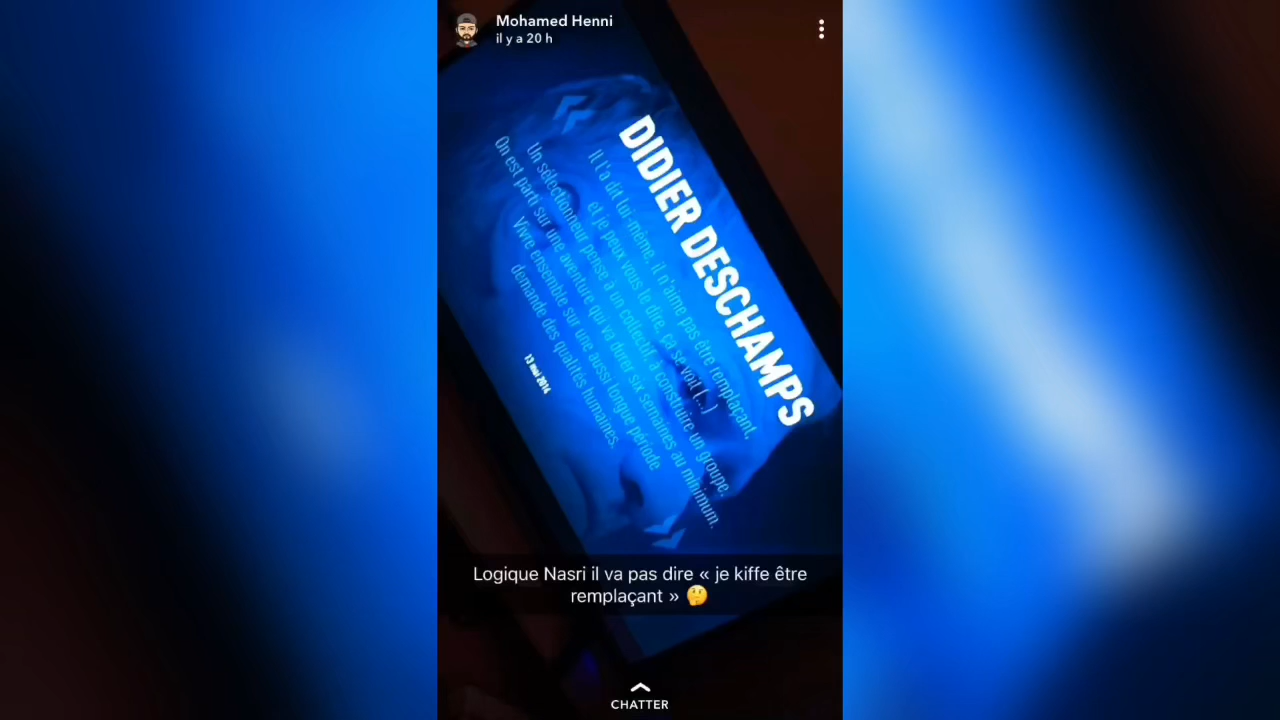 Mohamed Henni
il y a 20 h
DIDIER DESCHAMPS
Il l'a dit lui-même, il n'aime pas être remplaçant,
et je peux vous le dire, ça se voit (...)
Un sélectionneur pense à un collectif, à construire un groupe.
On est parti sur une aventure qui va durer six semaines au minimum.
Vivre ensemble sur une aussi longue période
demande des qualités humaines.
13 mai 2014
Logique Nasri il va pas dire « je kiffe être
remplaçant » 🤔
CHATTER